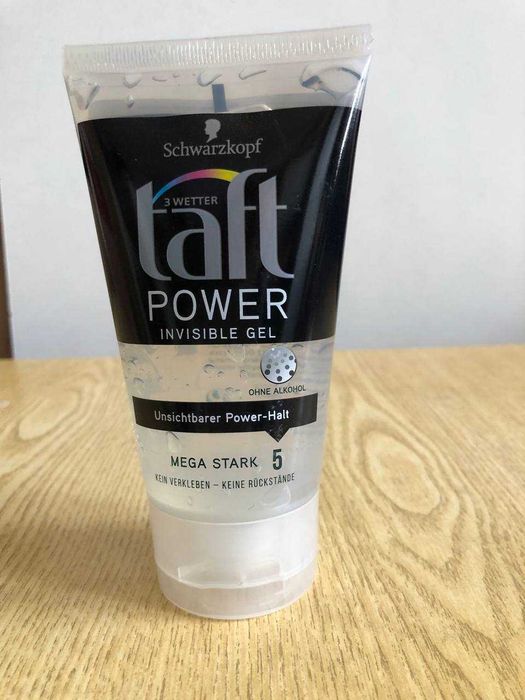 Schwarzkopf
3 WETTER
taft
POWER
INVISIBLE GEL
OHNE ALKOHOL
Unsichtbarer Power-Halt
MEGA STARK 5
KEIN VERKLEBEN – KEINE RÜCKSTÄNDE